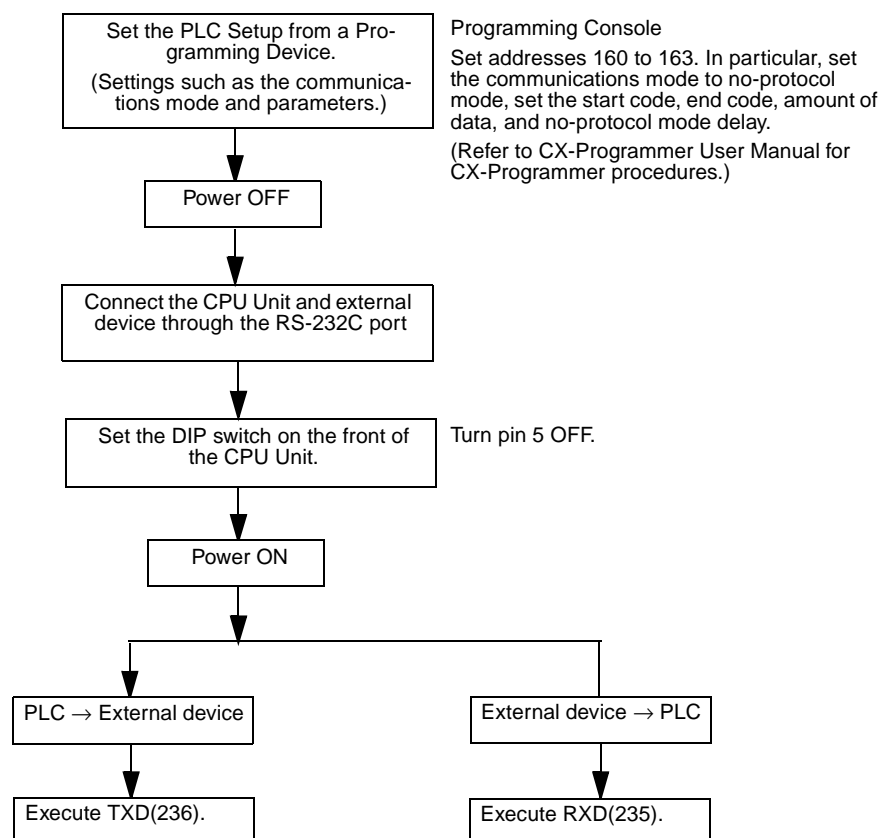 Set the PLC Setup from a Pro-
gramming Device.
(Settings such as the communica-
tions mode and parameters.)
Programming Console
Set addresses 160 to 163. In particular, set
the communications mode to no-protocol
mode, set the start code, end code, amount of
data, and no-protocol mode delay.
(Refer to CX-Programmer User Manual for
CX-Programmer procedures.)
Power OFF
Connect the CPU Unit and external
device through the RS-232C port
Set the DIP switch on the front of
the CPU Unit.
Turn pin 5 OFF.
Power ON
PLC → External device
External device → PLC
Execute TXD(236).
Execute RXD(235).